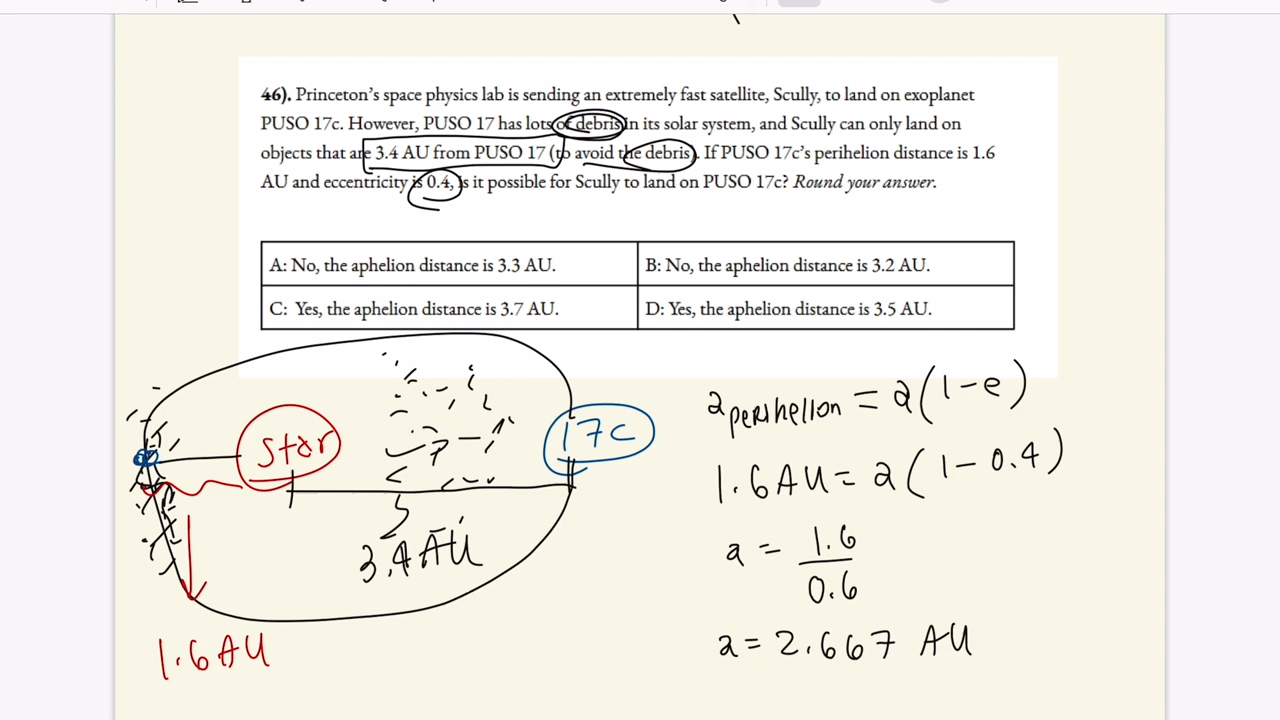 46). Princeton's space physics lab is sending an extremely fast satellite, Scully, to land on exoplanet
PUSO 17c. However, PUSO 17 has lots of debris in its solar system, and Scully can only land on
objects that are 3.4 AU from PUSO 17 (to avoid the debris). If PUSO 17c's perihelion distance is 1.6
AU and eccentricity is 0.4, is it possible for Scully to land on PUSO 17c? Round your answer.
A: No, the aphelion distance is 3.3 AU.
B: No, the aphelion distance is 3.2 AU.
C: Yes, the aphelion distance is 3.7 AU.
D: Yes, the aphelion distance is 3.5 AU.
star
17c
3.4 AU
1.6 AU
a perihelion = a(1-e)
1.6 AU = a(1-0.4)
a = 1.6
0.6
a = 2.667 AU